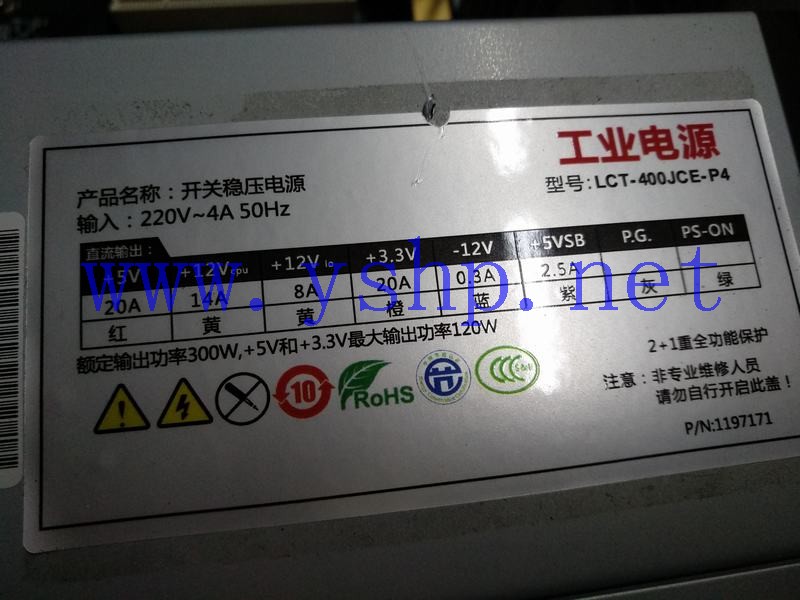 工业电源
产品名称：开关稳压电源
型号: LCT-400JCE-P4
输入：220V~4A 50Hz
直流输出：
+5V +12Vcpu +12V io +3.3V -12V +5VSB P.G. PS-ON
20A 14A 8A 20A 0.3A 2.5A
红 黄 黄 橙 蓝 紫 灰 绿
www.yshp.net
额定输出功率300W,+5V和+3.3V最大输出功率120W
2+1重全功能保护
注意：非专业维修人员
请勿自行开启此盖！
10
RoHS
CCC
S&E
P/N:1197171